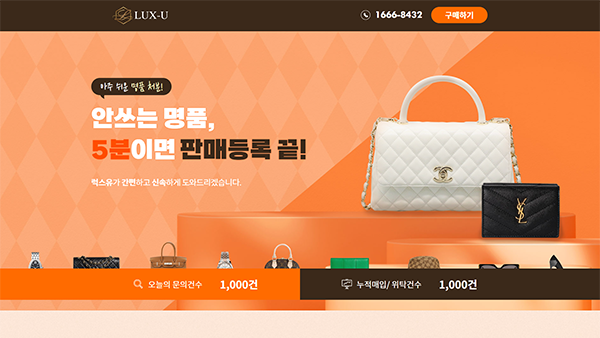 LUX-U
1666-8432
구매하기
아주 쉬운 명품 처분!
안쓰는 명품,
5분이면 판매등록 끝!
럭스유가 간편하고 신속하게 도와드리겠습니다.
YSL
오늘의 문의건수 1,000건
누적매입/ 위탁건수 1,000건